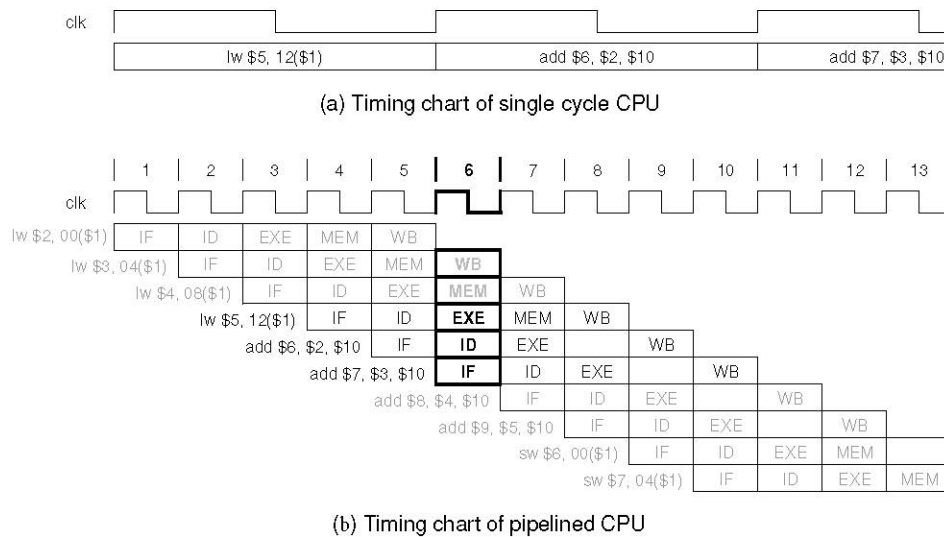 clk
lw $5, 12($1) add $6, $2, $10 add $7, $3, $10
(a) Timing chart of single cycle CPU
1 2 3 4 5 6 7 8 9 10 11 12 13
clk
lw $2, 00($1) IF ID EXE MEM WB
lw $3, 04($1) IF ID EXE MEM WB
lw $4, 08($1) IF ID EXE MEM WB
lw $5, 12($1) IF ID EXE MEM WB
add $6, $2, $10 IF ID EXE WB
add $7, $3, $10 IF ID EXE WB
add $8, $4, $10 IF ID EXE WB
add $9, $5, $10 IF ID EXE WB
sw $6, 00($1) IF ID EXE MEM
sw $7, 04($1) IF ID EXE MEM
(b) Timing chart of pipelined CPU